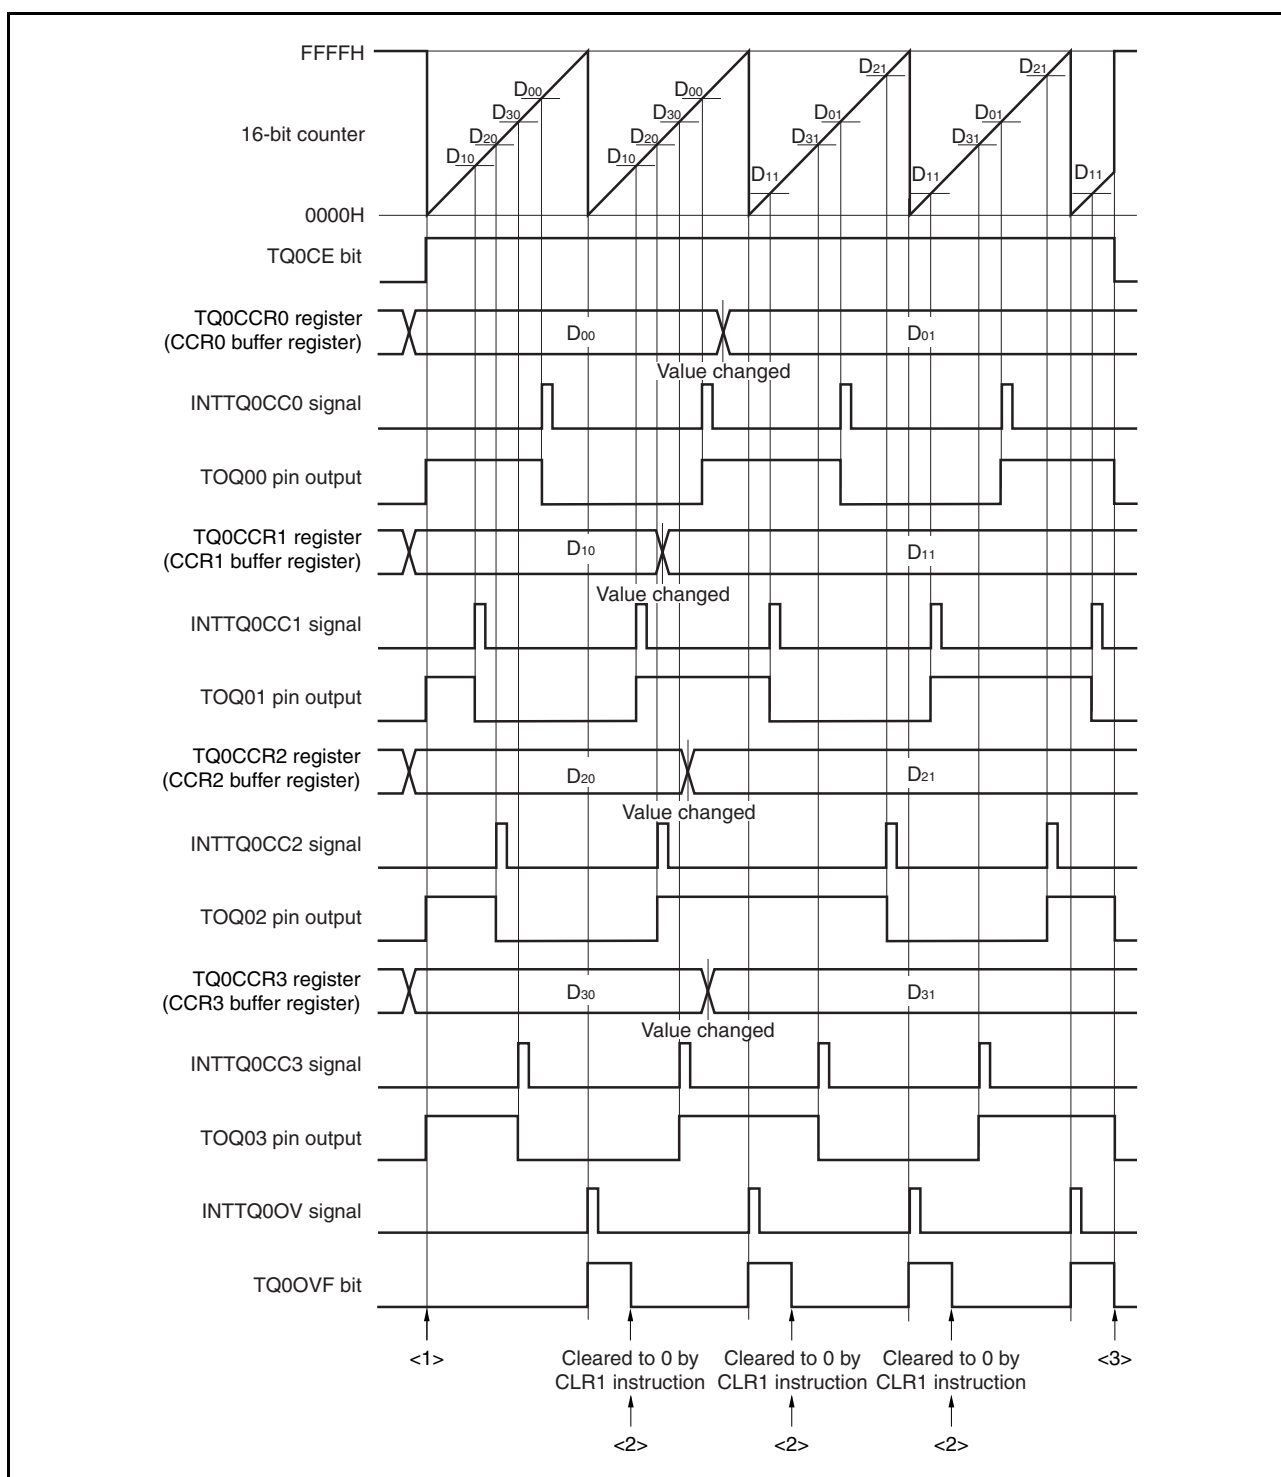 FFFFH
D00 D00 D21 D21
D30 D30 D01 D01
16-bit counter D20 D20 D31 D31
D10 D10 D11 D11 D11
0000H
TQ0CE bit
TQ0CCR0 register
(CCR0 buffer register) D00 D01
Value changed
INTTQ0CC0 signal
TOQ00 pin output
TQ0CCR1 register
(CCR1 buffer register) D10 D11
Value changed
INTTQ0CC1 signal
TOQ01 pin output
TQ0CCR2 register
(CCR2 buffer register) D20 D21
Value changed
INTTQ0CC2 signal
TOQ02 pin output
TQ0CCR3 register
(CCR3 buffer register) D30 D31
Value changed
INTTQ0CC3 signal
TOQ03 pin output
INTTQ0OV signal
TQ0OVF bit
<1> Cleared to 0 by Cleared to 0 by Cleared to 0 by <3>
CLR1 instruction CLR1 instruction CLR1 instruction
<2> <2> <2>